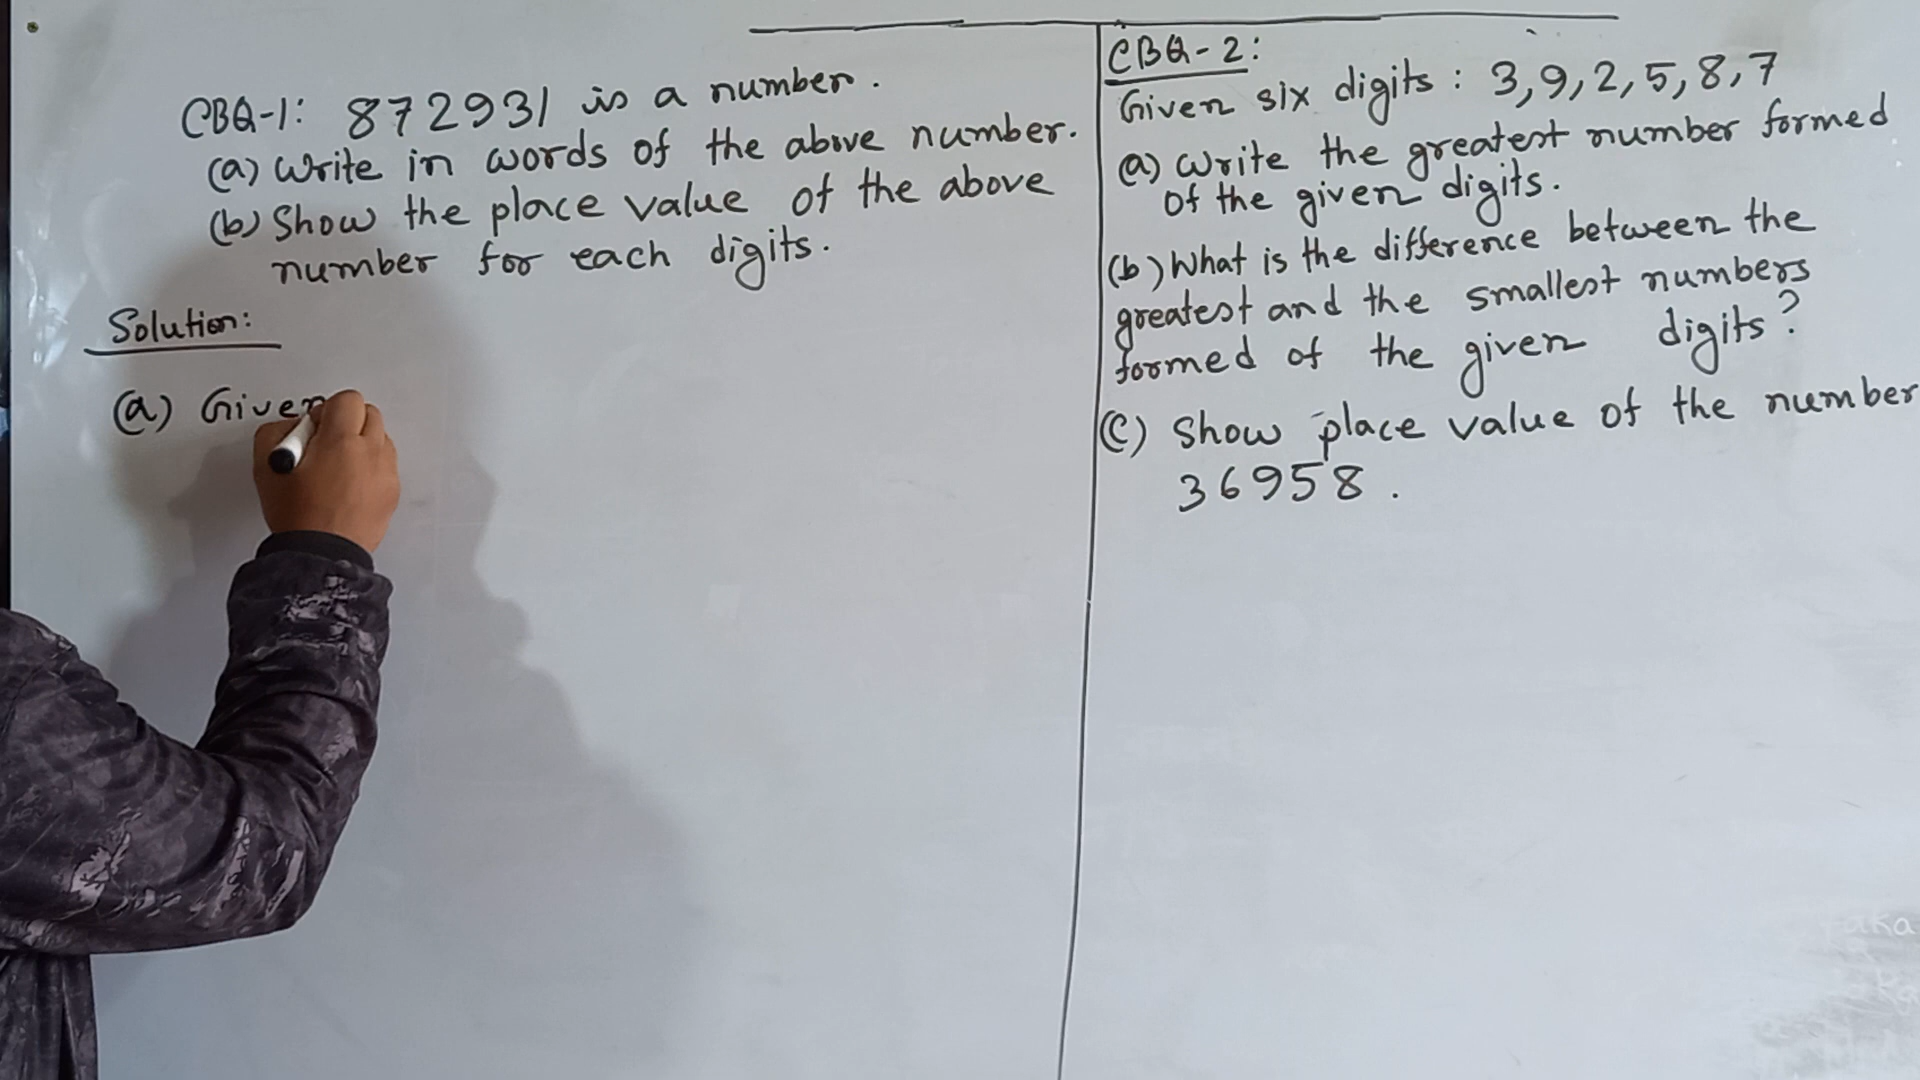 CBQ-1: 872931 is a number.
(a) Write in words of the above number.
(b) Show the place value of the above
number for each digits.
Solution:
(a) Given
CBQ-2:
Given six digits: 3,9,2,5,8,7
(a) Write the greatest number formed
of the given digits.
(b) What is the difference between the
greatest and the smallest numbers
formed of the given digits?
(C) Show place value of the number
36958.